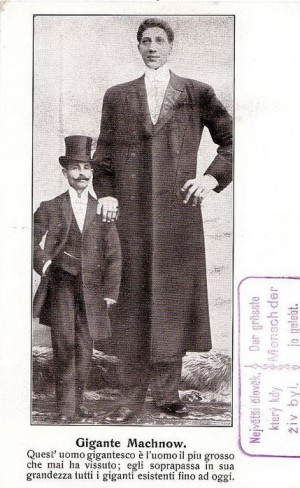 Gigante Machnow.
Quest' uomo gigantesco è l'uomo il piu grosso
che mai ha vissuto; egli soprapassa in sua
grandezza tutti i giganti esistenti fino ad oggi.
Největší člověk,
který kdy
živ byl.
Der grösste
Mensch der
je gelebt.